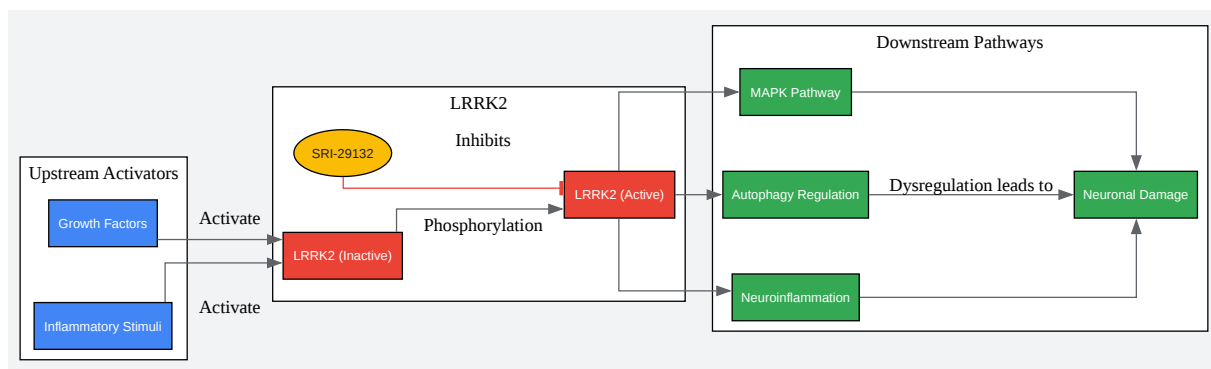 Upstream Activators
Growth Factors
Inflammatory Stimuli
Activate
Activate
LRRK2
Inhibits
SRI-29132
LRRK2 (Inactive)
Phosphorylation
LRRK2 (Active)
Downstream Pathways
MAPK Pathway
Autophagy Regulation
Dysregulation leads to
Neuronal Damage
Neuroinflammation